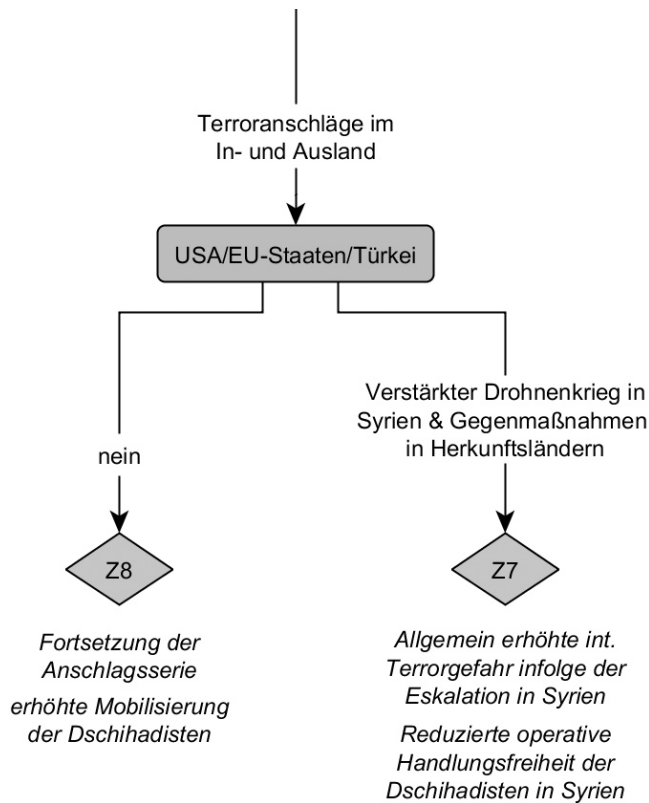 Terroranschläge im
In- und Ausland
USA/EU-Staaten/Türkei
nein
Verstärkter Drohnenkrieg in
Syrien & Gegenmaßnahmen
in Herkunftsländern
Z8
Z7
Fortsetzung der
Anschlagsserie
erhöhte Mobilisierung
der Dschihadisten
Allgemein erhöhte int.
Terrorgefahr infolge der
Eskalation in Syrien
Reduzierte operative
Handlungsfreiheit der
Dschihadisten in Syrien